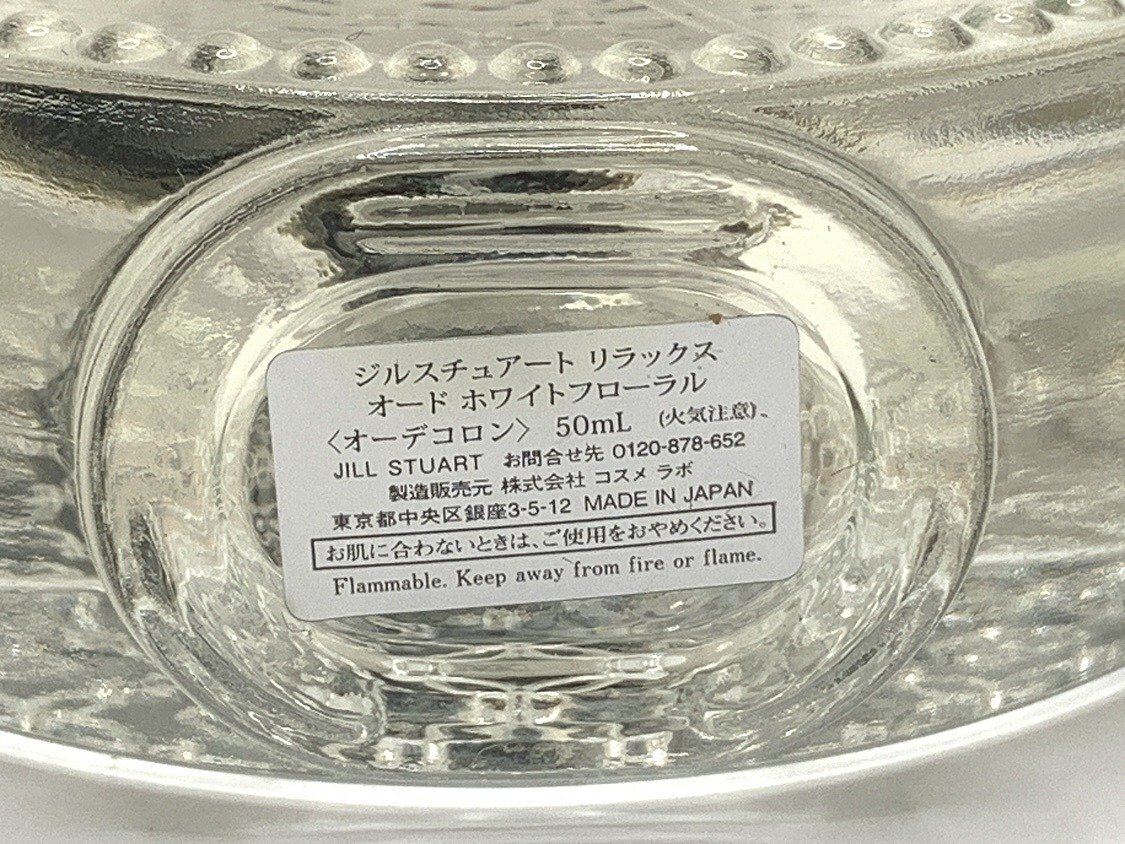 ジルスチュアート リラックス
オード ホワイトフローラル
〈オーデコロン〉 50mL (火気注意)、
JILL STUART お問合せ先 0120-878-652
製造販売元 株式会社 コスメ ラボ
東京都中央区銀座3-5-12 MADE IN JAPAN
お肌に合わないときは、ご使用をおやめください。
Flammable. Keep away from fire or flame.